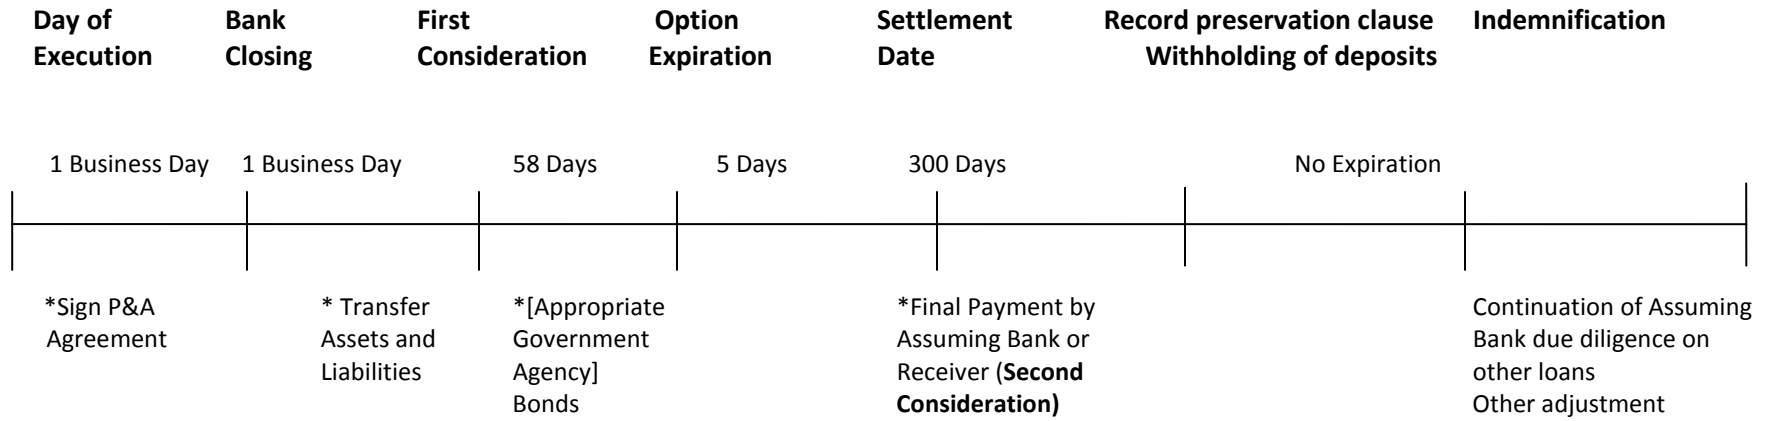 Day of Bank First Option Settlement Record preservation clause Indemnification
Execution Closing Consideration Expiration Date Withholding of deposits
1 Business Day 1 Business Day 58 Days 5 Days 300 Days No Expiration
*Sign P&A * Transfer *[Appropriate *Final Payment by Continuation of Assuming
Agreement Assets and Government Assuming Bank or Bank due diligence on
Liabilities Agency] Receiver (Second other loans
Bonds Consideration) Other adjustment